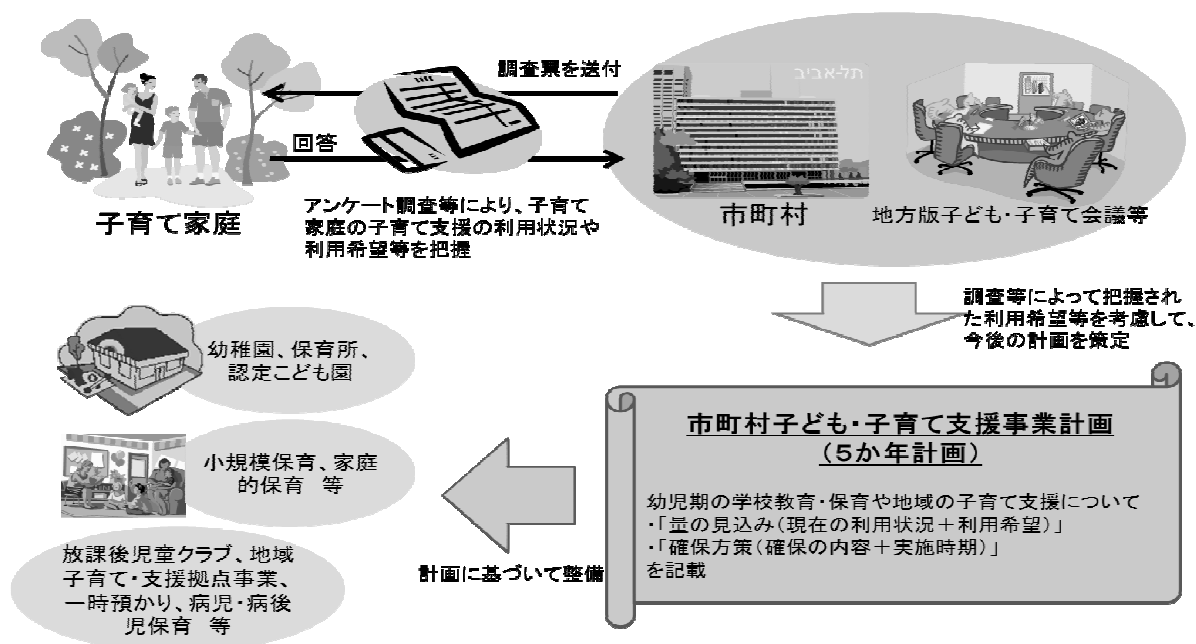 調査票を送付
回答
子育て家庭
アンケート調査等により、子育て
家庭の子育て支援の利用状況や
利用希望等を把握
תל-אביב
市町村
地方版子ども・子育て会議等
調査等によって把握され
た利用希望等を考慮して、
今後の計画を策定
市町村子ども・子育て支援事業計画
（５か年計画）
幼児期の学校教育・保育や地域の子育て支援について
・「量の見込み（現在の利用状況＋利用希望）」
・「確保方策（確保の内容＋実施時期）」
を記載
計画に基づいて整備
幼稚園、保育所、
認定こども園
小規模保育、家庭
的保育　等
放課後児童クラブ、地域
子育て・支援拠点事業、
一時預かり、病児・病後
児保育　等